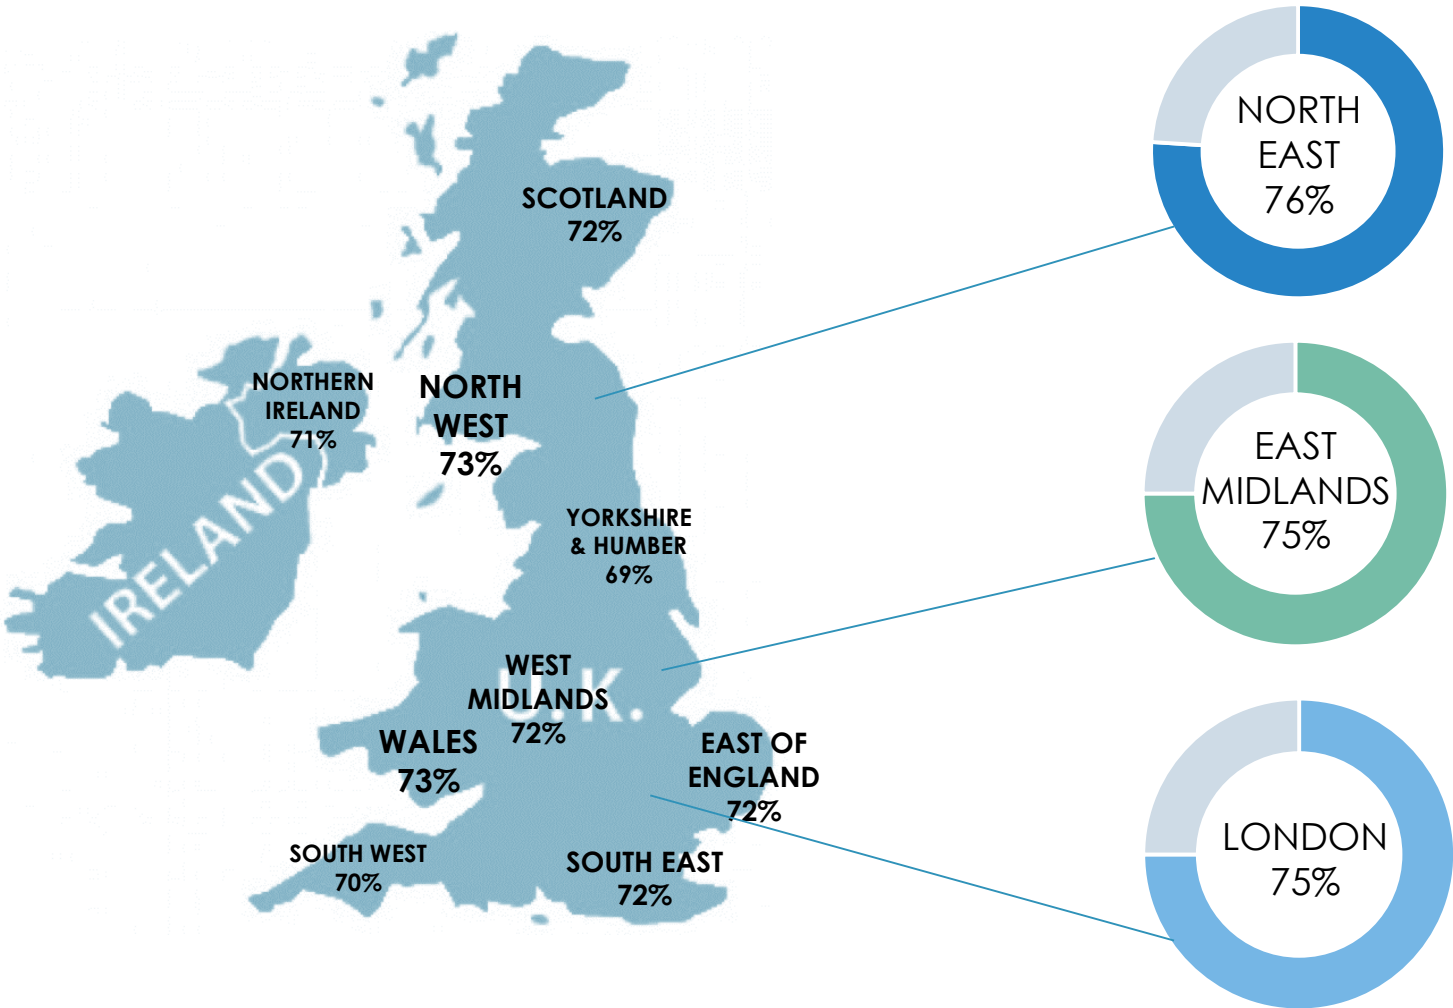 SCOTLAND
72%
NORTHERN
IRELAND
71%
NORTH
WEST
73%
IRELAND
YORKSHIRE
& HUMBER
69%
U.K.
WEST
MIDLANDS
72%
WALES
73%
EAST OF
ENGLAND
72%
SOUTH WEST
70%
SOUTH EAST
72%
NORTH
EAST
76%
EAST
MIDLANDS
75%
LONDON
75%